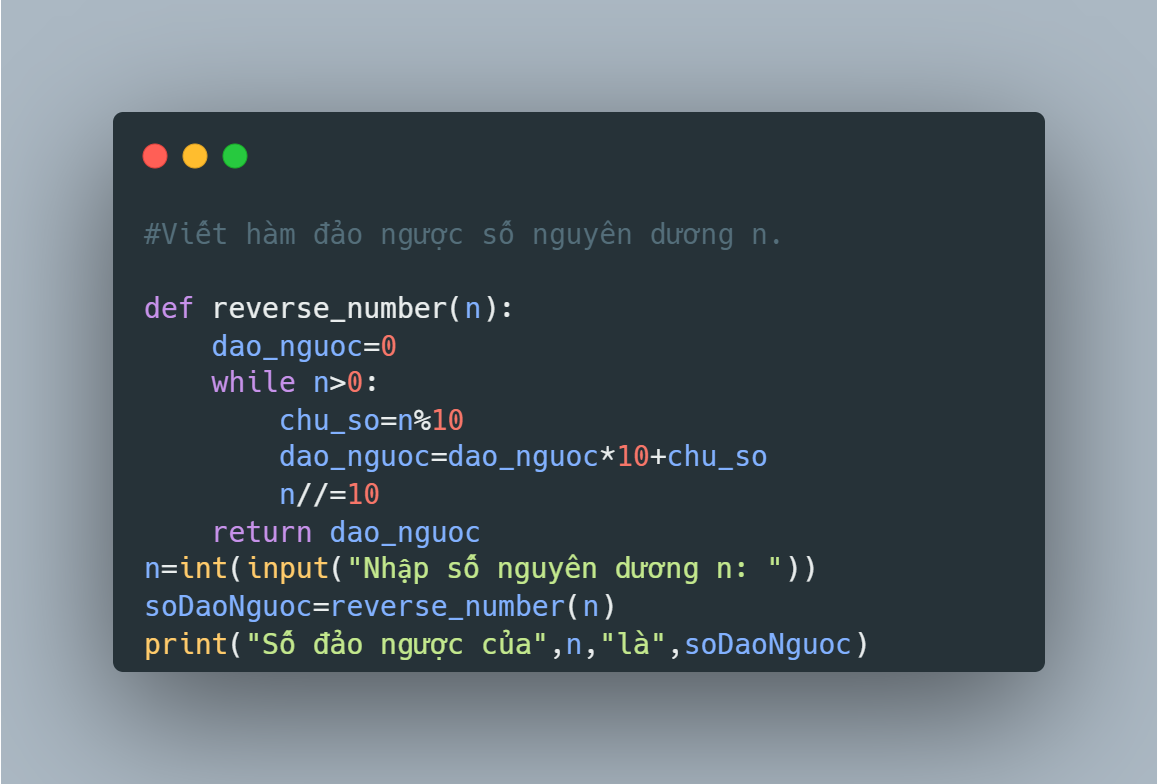 #Viết hàm đảo ngược số nguyên dương n.
def reverse_number(n):
    dao_nguoc=0
    while n>0:
        chu_so=n%10
        dao_nguoc=dao_nguoc*10+chu_so
        n//=10
    return dao_nguoc
n=int(input("Nhập số nguyên dương n: "))
soDaoNguoc=reverse_number(n)
print("Số đảo ngược của",n,"là",soDaoNguoc)